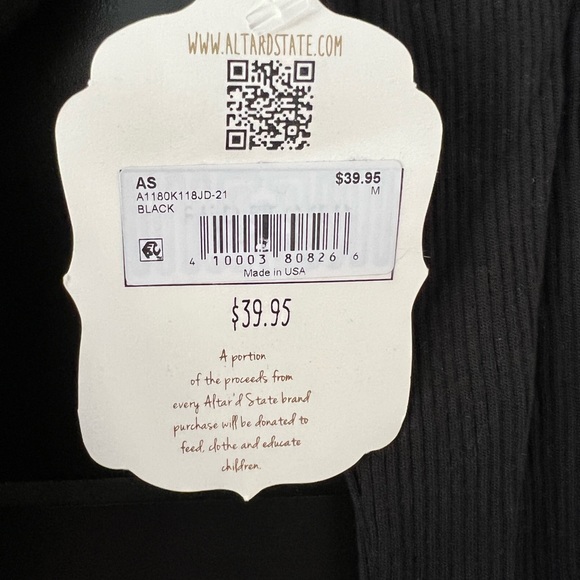 WWW.ALTARDSTATE.COM
AS $39.95
A1180K118JD-21 M
BLACK
4 10003 80826 6
Made in USA
$39.95
A portion
of the proceeds from
every Altar'd State brand
purchase will be donated to
feed, clothe and educate
children.